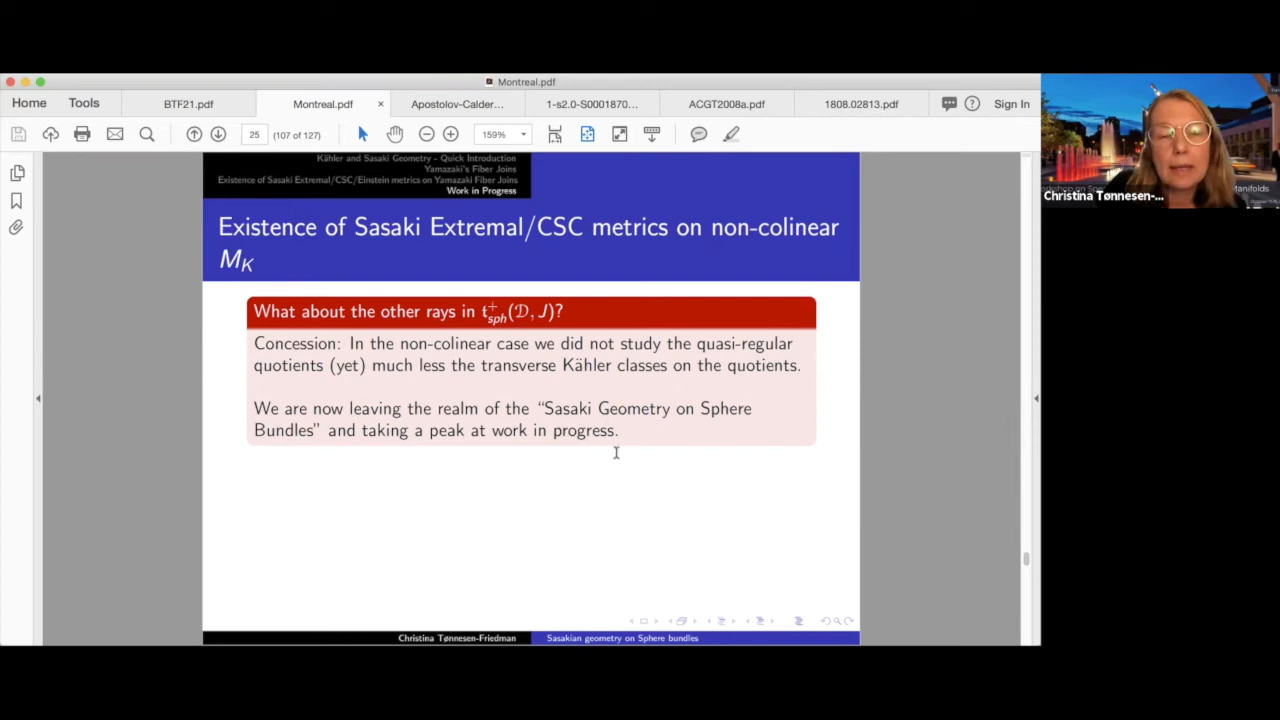 Montreal.pdf
Home Tools BTF21.pdf Montreal.pdf × Apostolov-Calder... 1-s2.0-S0001870... ACGT2008a.pdf 1808.02813.pdf Sign In
25 (107 of 127) 159%
Kähler and Sasaki Geometry - Quick Introduction
Yamazaki's Fiber Joins
Existence of Sasaki Extremal/CSC/Einstein metrics on Yamazaki Fiber Joins
Work in Progress
Existence of Sasaki Extremal/CSC metrics on non-colinear
M_K
What about the other rays in 𝔱⁺_sph(𝒟, J)?
Concession: In the non-colinear case we did not study the quasi-regular
quotients (yet) much less the transverse Kähler classes on the quotients.
We are now leaving the realm of the “Sasaki Geometry on Sphere
Bundles” and taking a peak at work in progress.
Christina Tønnesen-Friedman Sasakian geometry on Sphere bundles
Manifolds
Christina Tønnesen-...